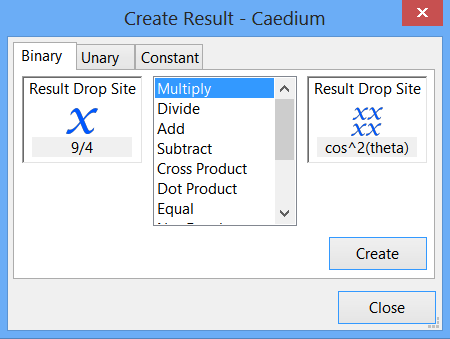 Create Result - Caedium
Binary Unary Constant
Result Drop Site
x
9/4
Multiply
Divide
Add
Subtract
Cross Product
Dot Product
Equal
Result Drop Site
xx
xx
cos^2(theta)
Create
Close